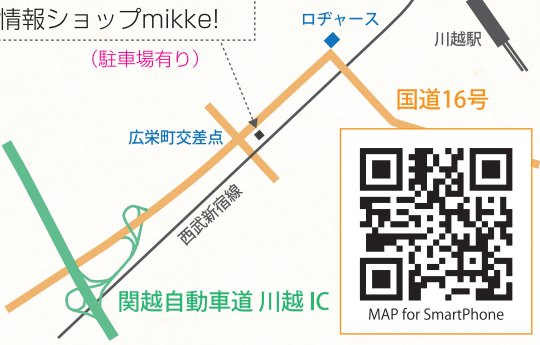 情報ショップmikke!
（駐車場有り）
ロヂャース
川越駅
国道16号
広栄町交差点
西武新宿線
関越自動車道 川越 IC
MAP for SmartPhone